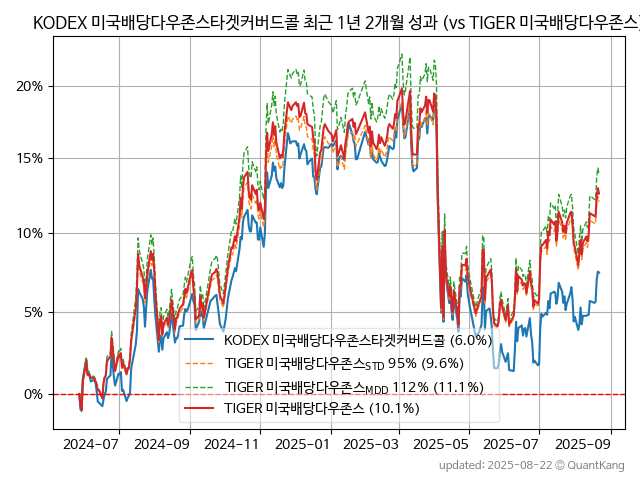 KODEX 미국배당다우존스타겟커버드콜 최근 1년 2개월 성과 (vs TIGER 미국배당다우존스)
20%
15%
10%
5%
0%
KODEX 미국배당다우존스타겟커버드콜 (6.0%)
TIGER 미국배당다우존스STD 95% (9.6%)
TIGER 미국배당다우존스MDD 112% (11.1%)
TIGER 미국배당다우존스 (10.1%)
2024-07 2024-09 2024-11 2025-01 2025-03 2025-05 2025-07 2025-09
updated: 2025-08-22 © QuantKang